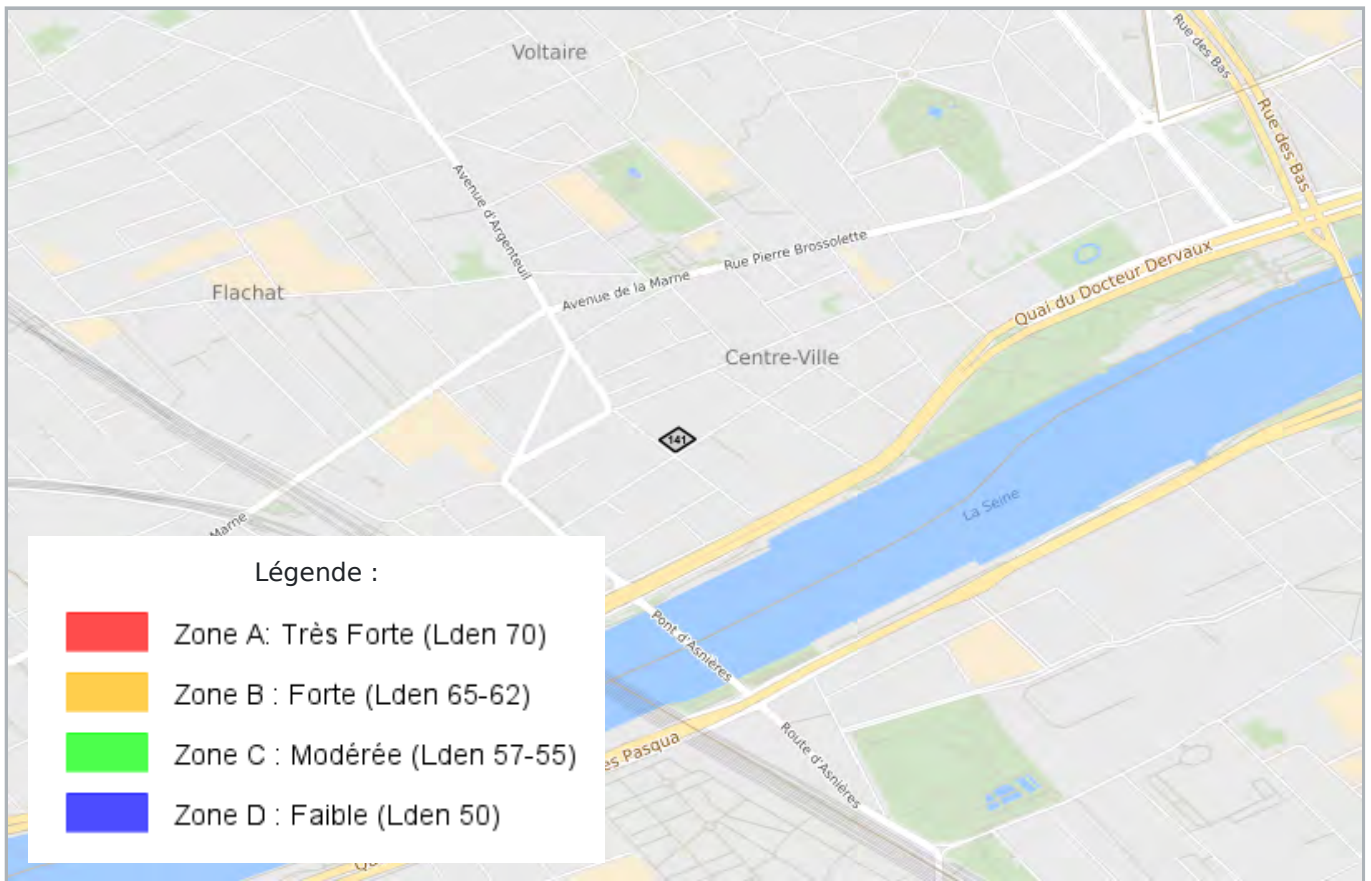 Voltaire
Rue des Bas
Rue des Bas
Avenue d'Argenteuil
Rue Pierre Brossolette
Avenue de la Marne
Quai du Docteur Dervaux
Flachat
Centre-Ville
141
La Seine
Marne
Pont d'Asnières
Route d'Asnières
es Pasqua
Légende :
Zone A: Très Forte (Lden 70)
Zone B : Forte (Lden 65-62)
Zone C : Modérée (Lden 57-55)
Zone D : Faible (Lden 50)